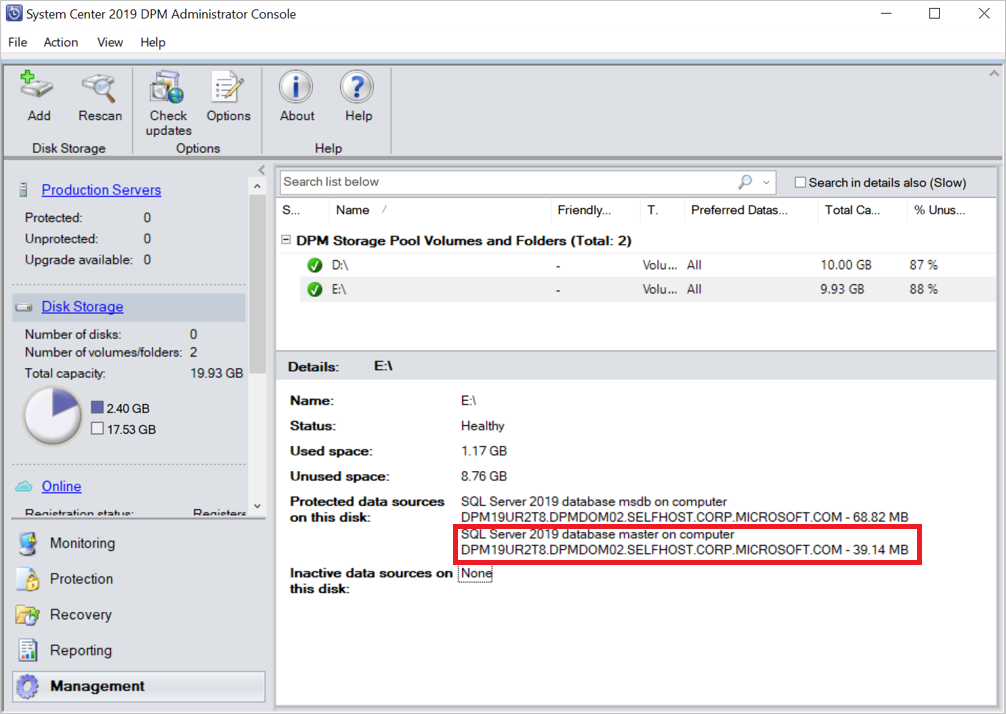 System Center 2019 DPM Administrator Console
File Action View Help
Add Rescan Check updates Options About Help
Disk Storage Options Help
Production Servers
Protected: 0
Unprotected: 0
Upgrade available: 0
Disk Storage
Number of disks: 0
Number of volumes/folders: 2
Total capacity: 19.93 GB
2.40 GB
17.53 GB
Online
Registration status: Registere
Monitoring
Protection
Recovery
Reporting
Management
Search list below
Search in details also (Slow)
S... Name / Friendly... T. Preferred Datas... Total Ca... % Unus...
DPM Storage Pool Volumes and Folders (Total: 2)
D:\ - Volu... All 10.00 GB 87 %
E:\ - Volu... All 9.93 GB 88 %
Details: E:\
Name: E:\
Status: Healthy
Used space: 1.17 GB
Unused space: 8.76 GB
Protected data sources on this disk: SQL Server 2019 database msdb on computer
DPM19UR2T8.DPMDOM02.SELFHOST.CORP.MICROSOFT.COM - 68.82 MB
SQL Server 2019 database master on computer
DPM19UR2T8.DPMDOM02.SELFHOST.CORP.MICROSOFT.COM - 39.14 MB
Inactive data sources on this disk: None